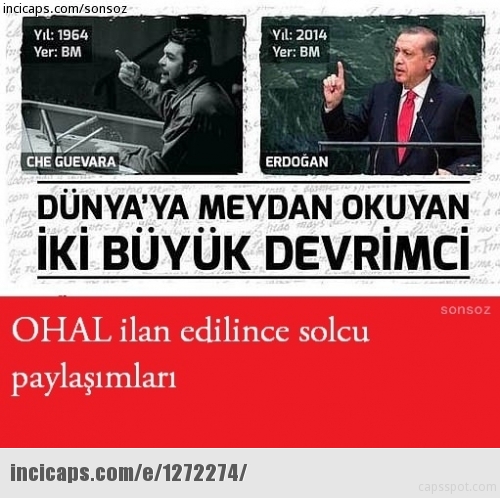 incicaps.com/sonsoz
Yıl: 1964
Yer: BM
CHE GUEVARA
Yıl: 2014
Yer: BM
ERDOĞAN
DÜNYA'YA MEYDAN OKUYAN
İKİ BÜYÜK DEVRİMCİ
sonsoz
OHAL ilan edilince solcu
paylaşımları
incicaps.com/e/1272274/
capsspot.com